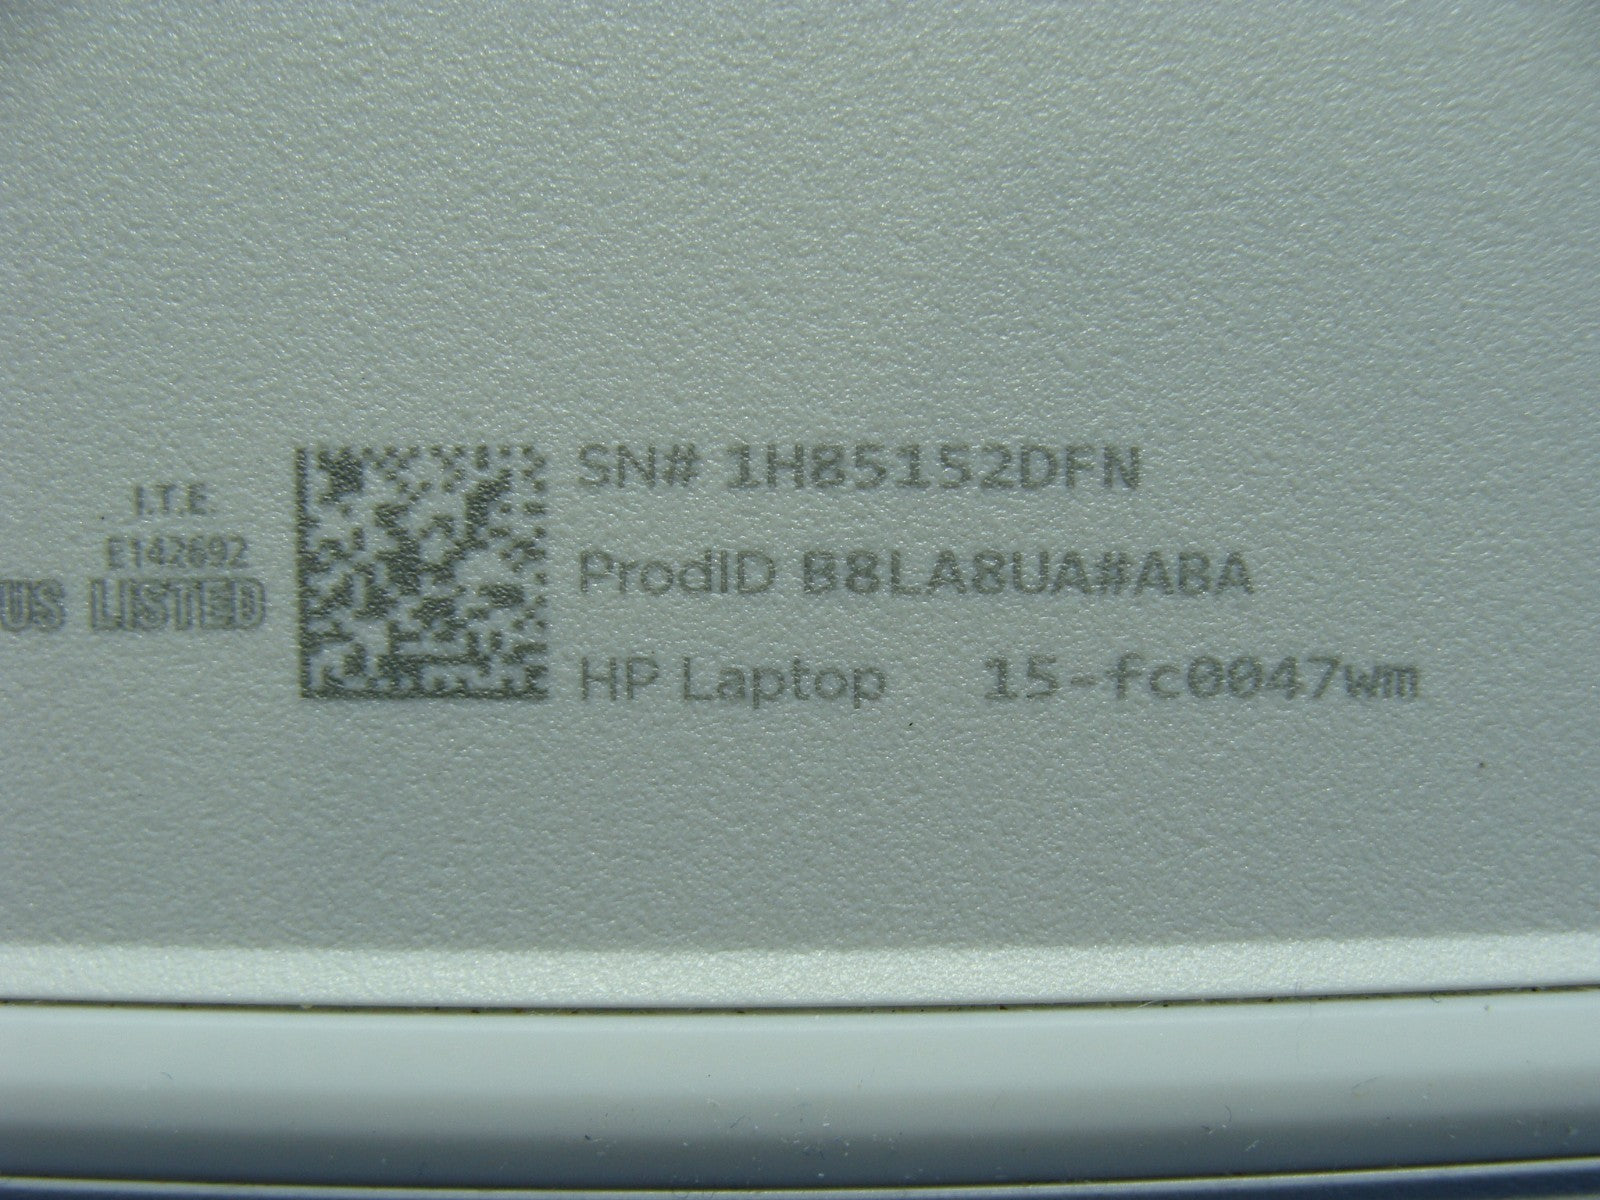 I.T.E.
E142692
US LISTED
SN# 1H85152DFN
ProdID B8LA8UA#ABA
HP Laptop 15-fc0047wm